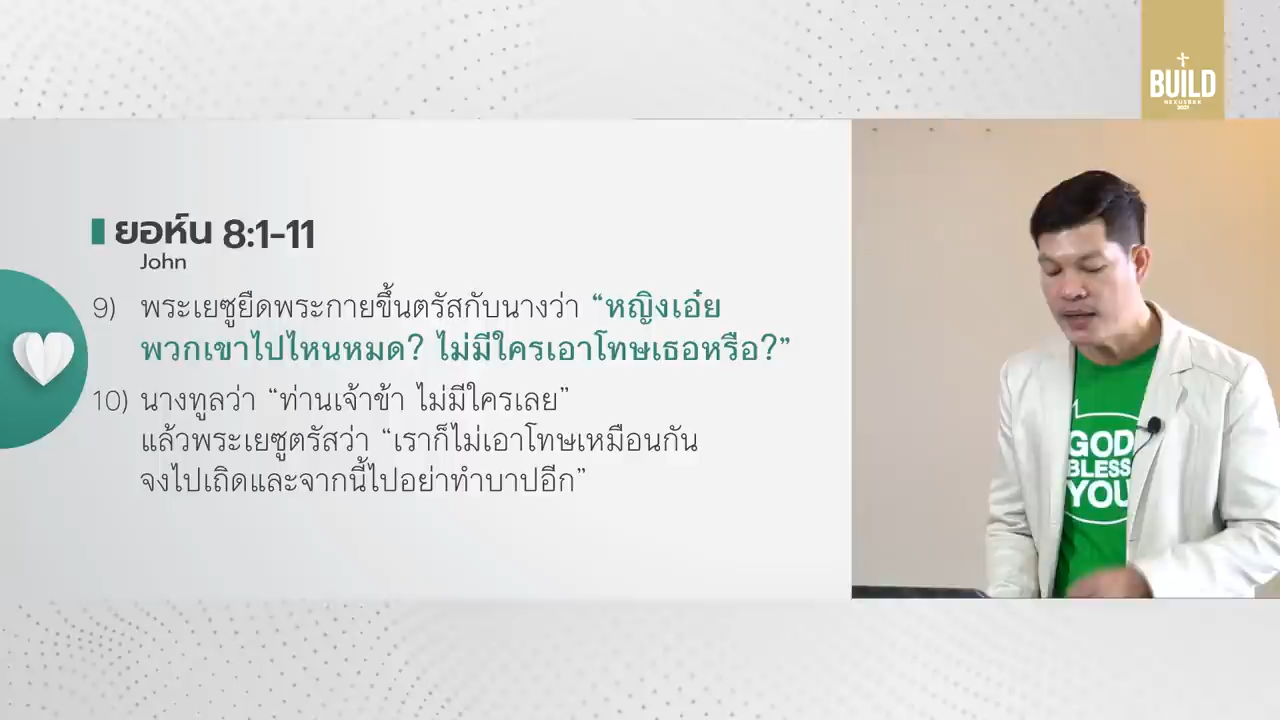 BUILD
NEXUSBKK
2021
ยอห์น 8:1-11
John
9) พระเยซูยืดพระกายขึ้นตรัสกับนางว่า “หญิงเอ๋ย
พวกเขาไปไหนหมด? ไม่มีใครเอาโทษเธอหรือ?”
10) นางทูลว่า “ท่านเจ้าข้า ไม่มีใครเลย”
แล้วพระเยซูตรัสว่า “เราก็ไม่เอาโทษเหมือนกัน
จงไปเถิดและจากนี้ไปอย่าทำบาปอีก”
GOD
BLESS
YOU